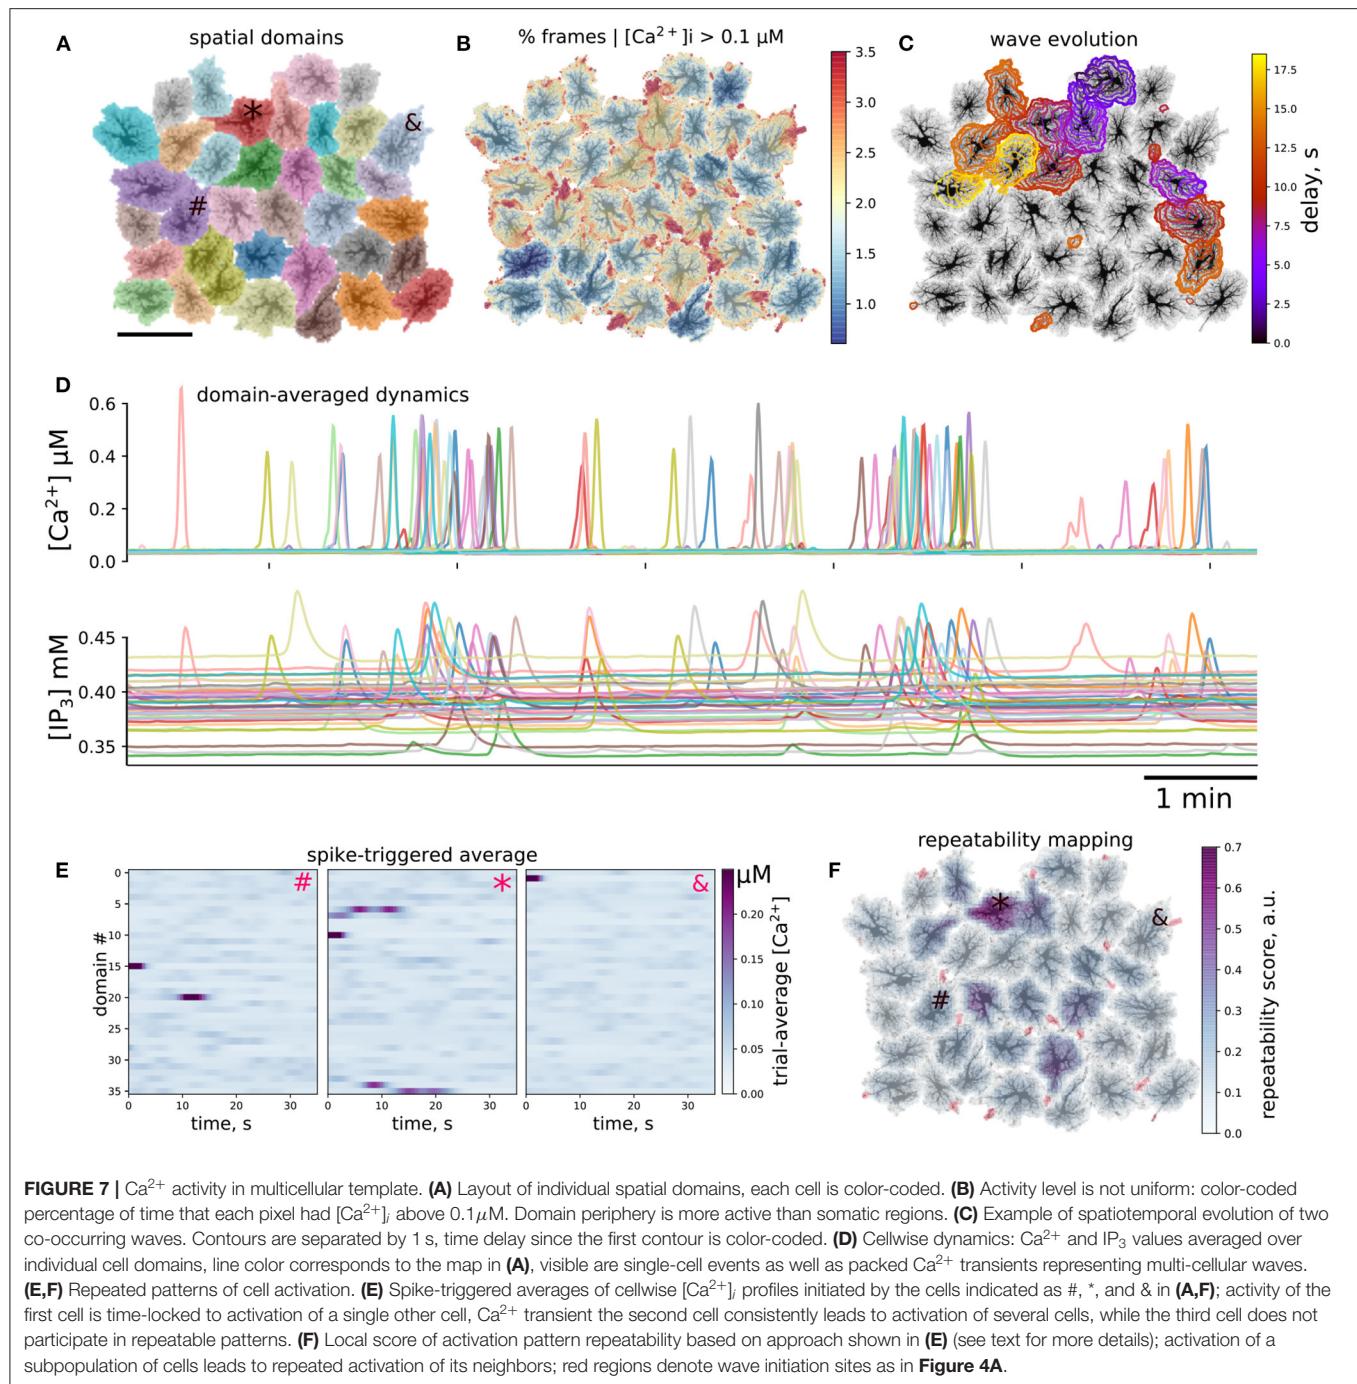 A
spatial domains
*
&
#
B
% frames | [Ca²⁺]i > 0.1 μM
3.5
3.0
2.5
2.0
1.5
1.0
C
wave evolution
17.5
15.0
12.5
10.0
7.5
5.0
2.5
0.0
delay, s
D
domain-averaged dynamics
0.6
0.4
0.2
0.0
[Ca²⁺] μM
0.45
0.40
0.35
[IP₃] mM
1 min
E
spike-triggered average
#
*
&
0
5
10
15
20
25
30
35
domain #
0 10 20 30
0 10 20 30
0 10 20 30
time, s
time, s
time, s
μM
0.20
0.15
0.10
0.05
0.00
trial-average [Ca²⁺]
F
repeatability mapping
*
&
#
0.7
0.6
0.5
0.4
0.3
0.2
0.1
0.0
repeatability score, a.u.
FIGURE 7 | Ca²⁺ activity in multicellular template. (A) Layout of individual spatial domains, each cell is color-coded. (B) Activity level is not uniform: color-coded
percentage of time that each pixel had [Ca²⁺]ᵢ above 0.1μM. Domain periphery is more active than somatic regions. (C) Example of spatiotemporal evolution of two
co-occurring waves. Contours are separated by 1 s, time delay since the first contour is color-coded. (D) Cellwise dynamics: Ca²⁺ and IP₃ values averaged over
individual cell domains, line color corresponds to the map in (A), visible are single-cell events as well as packed Ca²⁺ transients representing multi-cellular waves.
(E,F) Repeated patterns of cell activation. (E) Spike-triggered averages of cellwise [Ca²⁺]ᵢ profiles initiated by the cells indicated as #, *, and & in (A,F); activity of the
first cell is time-locked to activation of a single other cell, Ca²⁺ transient the second cell consistently leads to activation of several cells, while the third cell does not
participate in repeatable patterns. (F) Local score of activation pattern repeatability based on approach shown in (E) (see text for more details); activation of a
subpopulation of cells leads to repeated activation of its neighbors; red regions denote wave initiation sites as in Figure 4A.